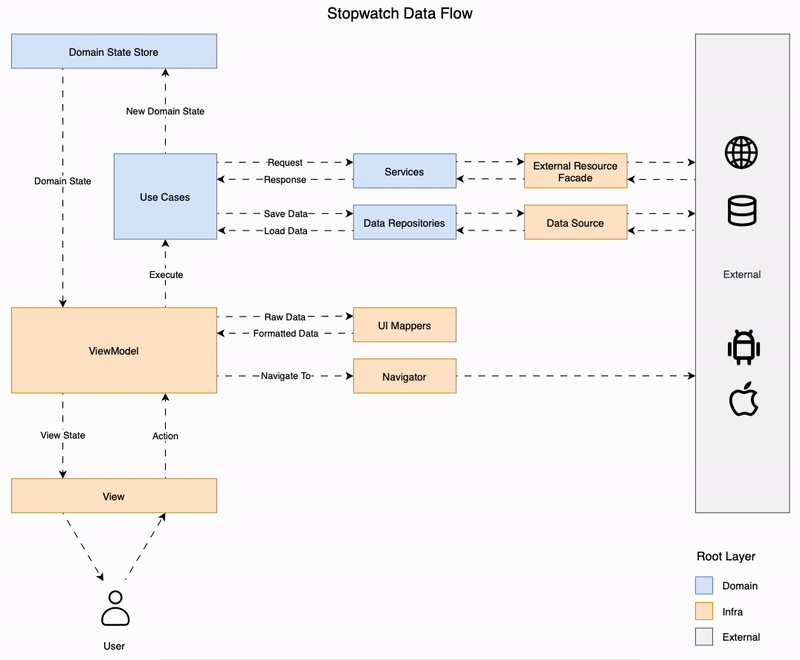 Stopwatch Data Flow
Domain State Store
New Domain State
Domain State
Use Cases
Request
Response
Services
External Resource
Facade
Save Data
Load Data
Data Repositories
Data Source
External
Execute
ViewModel
Raw Data
Formatted Data
UI Mappers
Navigate To
Navigator
View State
Action
View
User
Root Layer
Domain
Infra
External